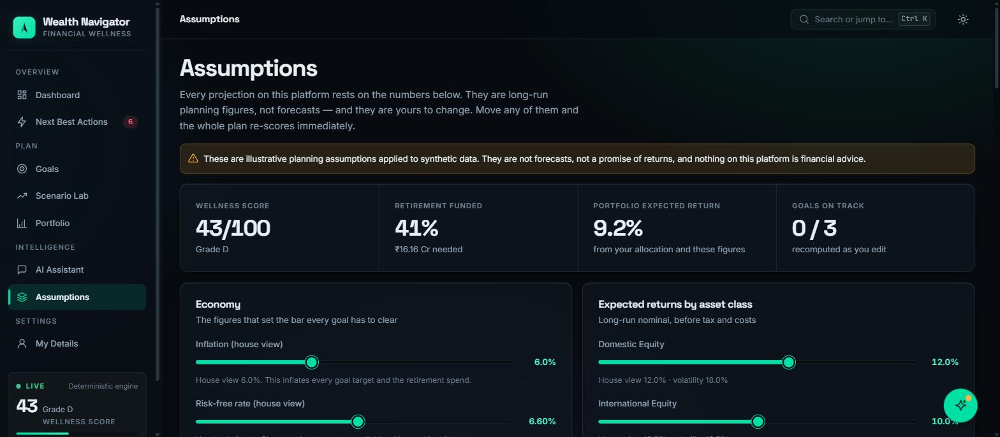 Wealth Navigator
FINANCIAL WELLNESS
OVERVIEW
Dashboard
Next Best Actions 6
PLAN
Goals
Scenario Lab
Portfolio
INTELLIGENCE
AI Assistant
Assumptions
SETTINGS
My Details
LIVE Deterministic engine
43 Grade D
WELLNESS SCORE
Assumptions
Search or jump to... Ctrl K
Assumptions
Every projection on this platform rests on the numbers below. They are long-run
planning figures, not forecasts — and they are yours to change. Move any of them and
the whole plan re-scores immediately.
These are illustrative planning assumptions applied to synthetic data. They are not forecasts, not a promise of returns, and nothing on this platform is financial advice.
WELLNESS SCORE
43/100
Grade D
RETIREMENT FUNDED
41%
₹16.16 Cr needed
PORTFOLIO EXPECTED RETURN
9.2%
from your allocation and these figures
GOALS ON TRACK
0 / 3
recomputed as you edit
Economy
The figures that set the bar every goal has to clear
Inflation (house view)
6.0%
House view 6.0%. This inflates every goal target and the retirement spend.
Risk-free rate (house view)
6.60%
Expected returns by asset class
Long-run nominal, before tax and costs
Domestic Equity
12.0%
House view 12.0% · volatility 18.0%
International Equity
10.0%